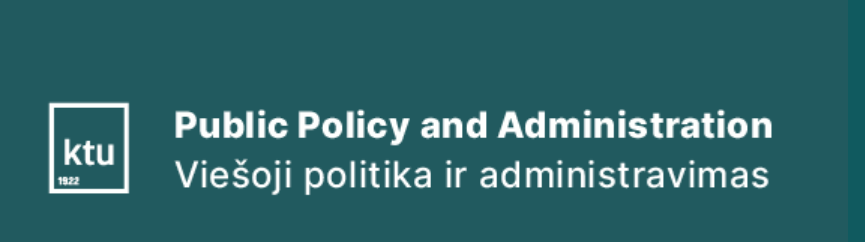 ktu
1922
Public Policy and Administration
Viešoji politika ir administravimas